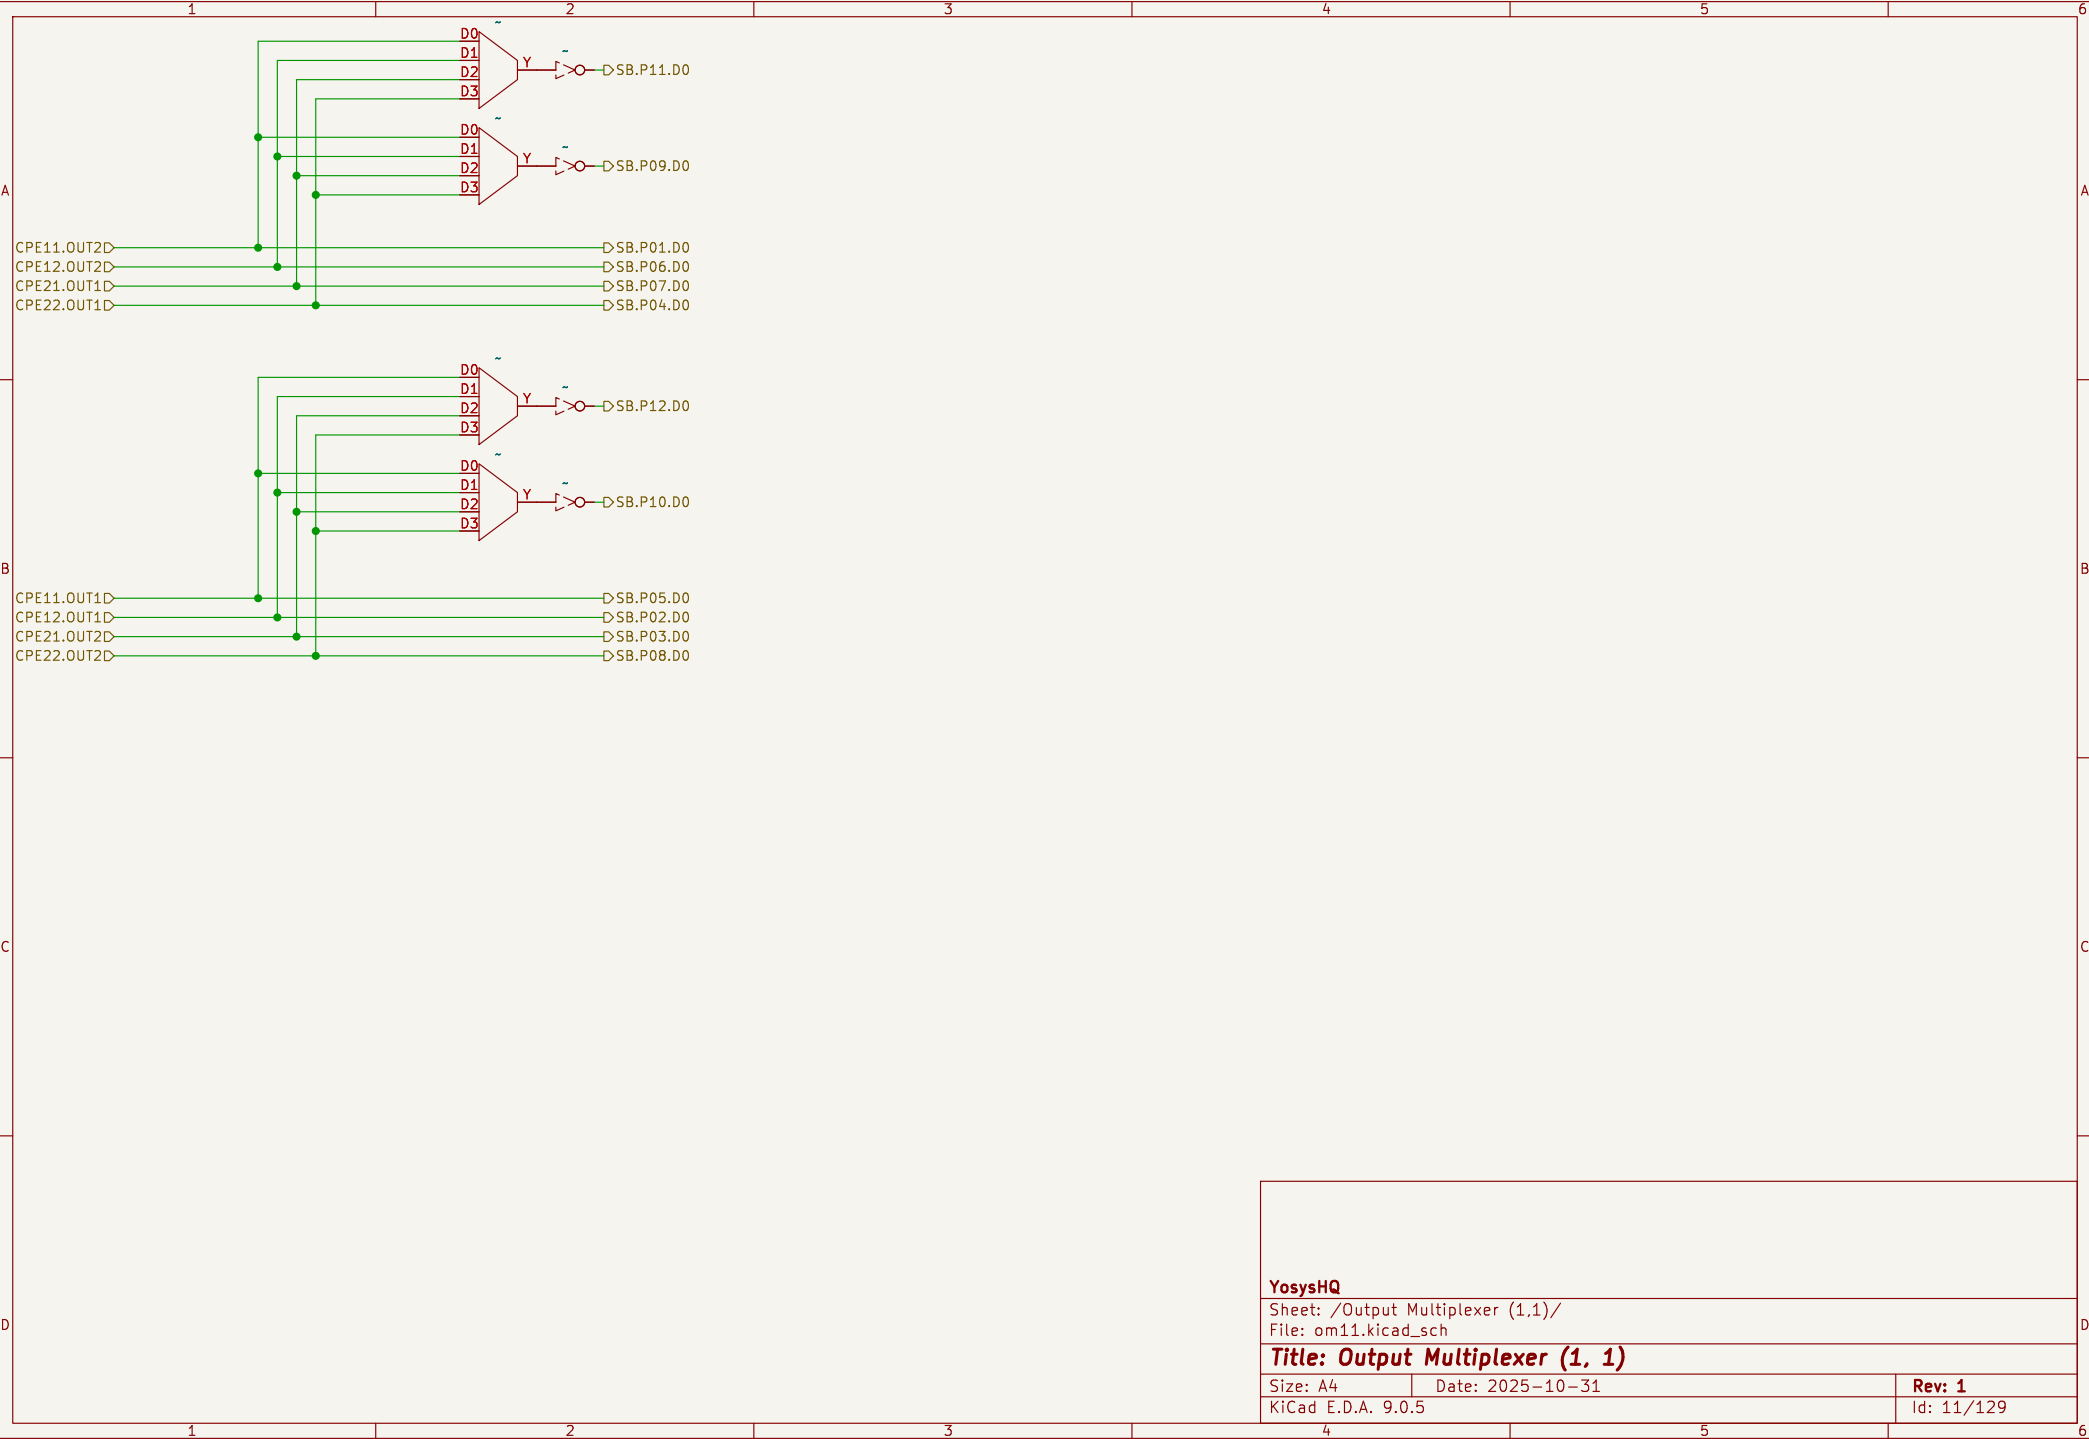 1 2 3 4 5 6
~
D0
D1
D2
D3
Y
~
SB.P11.D0
~
D0
D1
D2
D3
Y
~
SB.P09.D0
A A
CPE11.OUT2 SB.P01.D0
CPE12.OUT2 SB.P06.D0
CPE21.OUT1 SB.P07.D0
CPE22.OUT1 SB.P04.D0
~
D0
D1
D2
D3
Y
~
SB.P12.D0
~
D0
D1
D2
D3
Y
~
SB.P10.D0
B B
CPE11.OUT1 SB.P05.D0
CPE12.OUT1 SB.P02.D0
CPE21.OUT2 SB.P03.D0
CPE22.OUT2 SB.P08.D0
C C
YosysHQ
Sheet: /Output Multiplexer (1,1)/
File: om11.kicad_sch
D D
Title: Output Multiplexer (1, 1)
Size: A4 Date: 2025-10-31 Rev: 1
KiCad E.D.A. 9.0.5 Id: 11/129
1 2 3 4 5 6